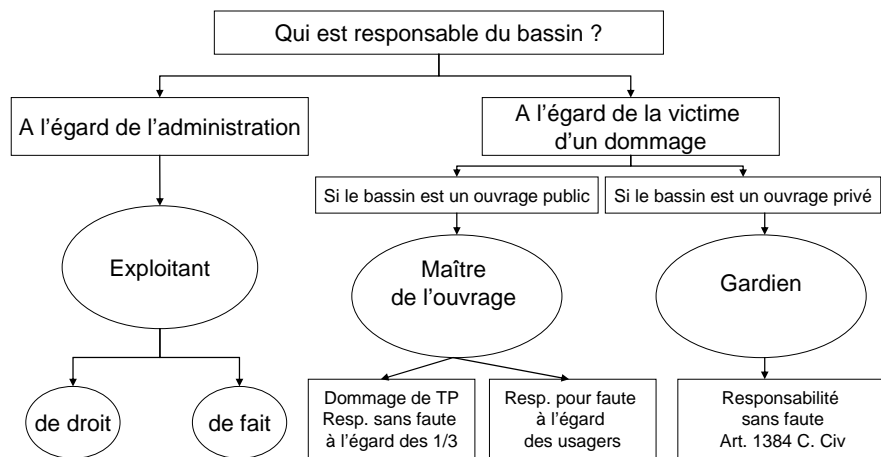 Qui est responsable du bassin ?
A l'égard de l'administration
A l'égard de la victime
d'un dommage
Si le bassin est un ouvrage public
Si le bassin est un ouvrage privé
Exploitant
Maître
de l'ouvrage
Gardien
de droit
de fait
Dommage de TP
Resp. sans faute
à l'égard des 1/3
Resp. pour faute
à l'égard
des usagers
Responsabilité
sans faute
Art. 1384 C. Civ